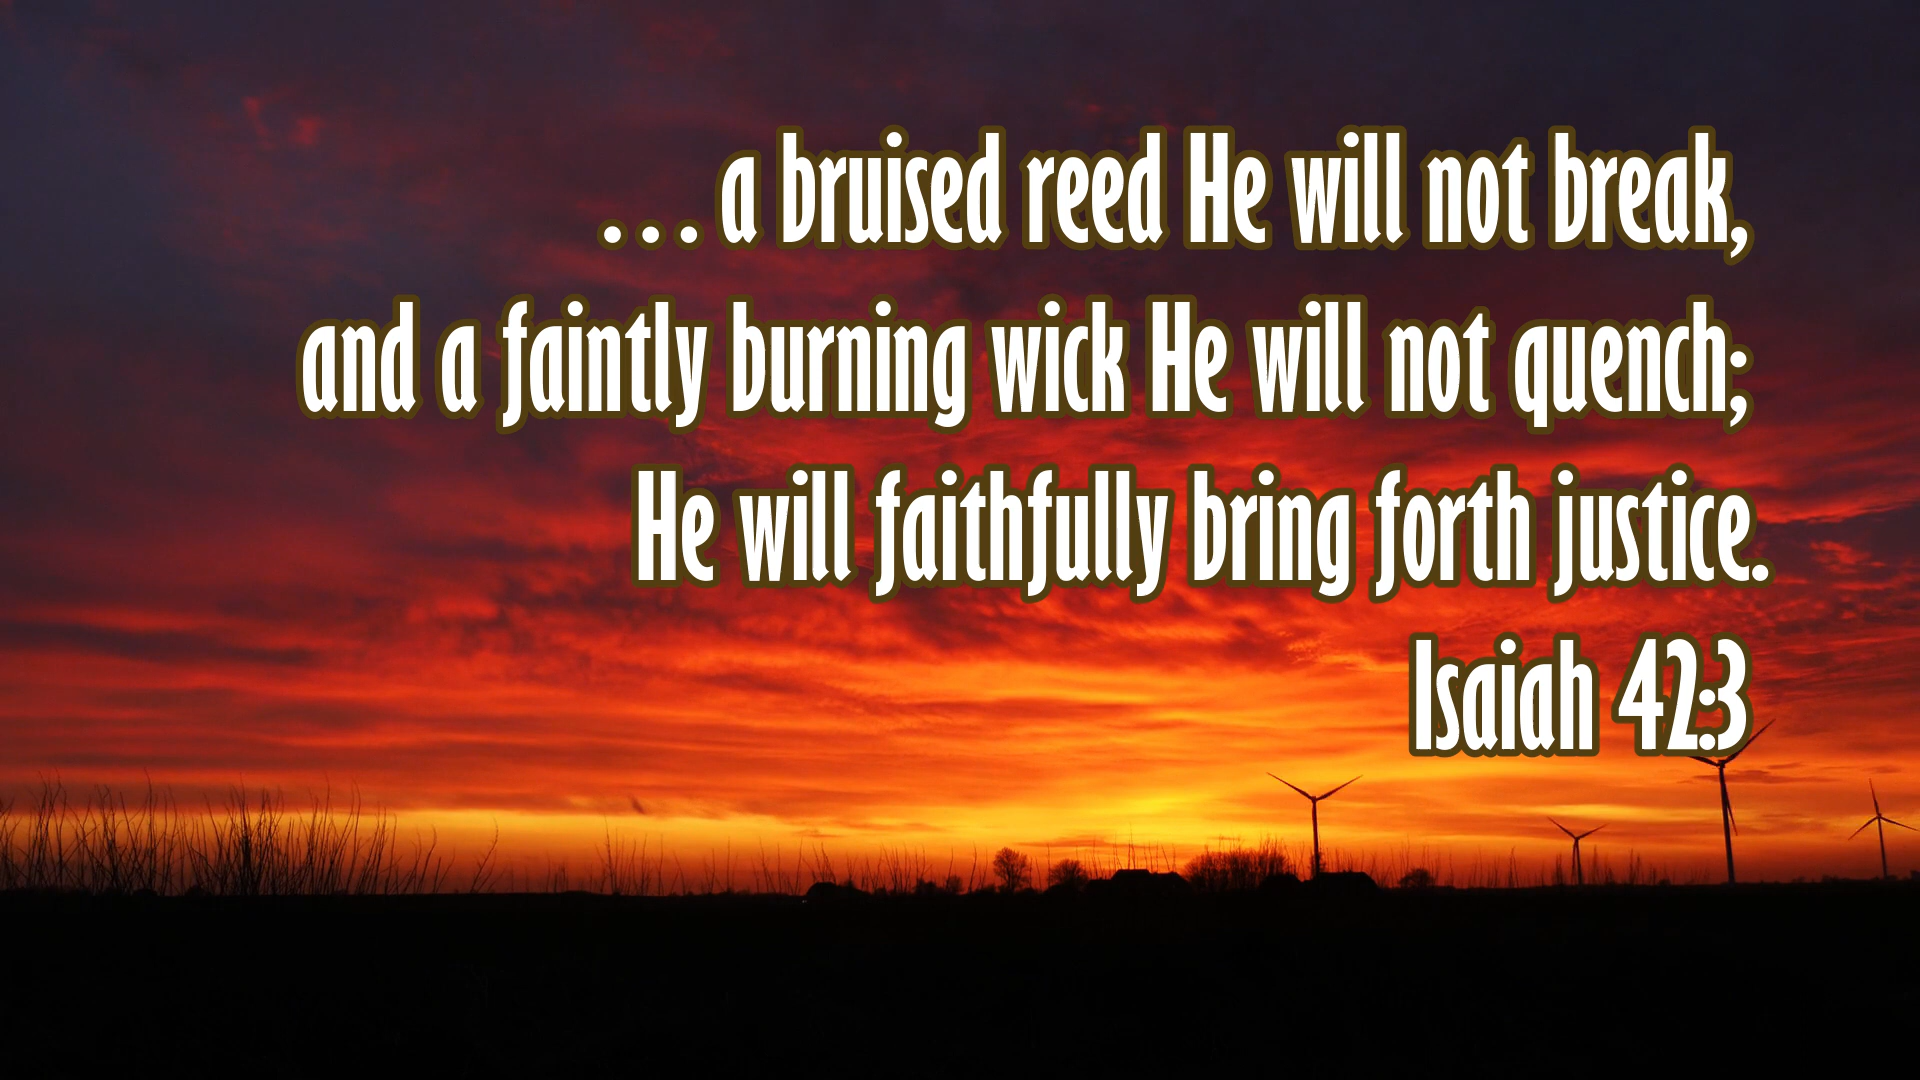 . . . a bruised reed He will not break,
and a faintly burning wick He will not quench;
He will faithfully bring forth justice.
Isaiah 42:3